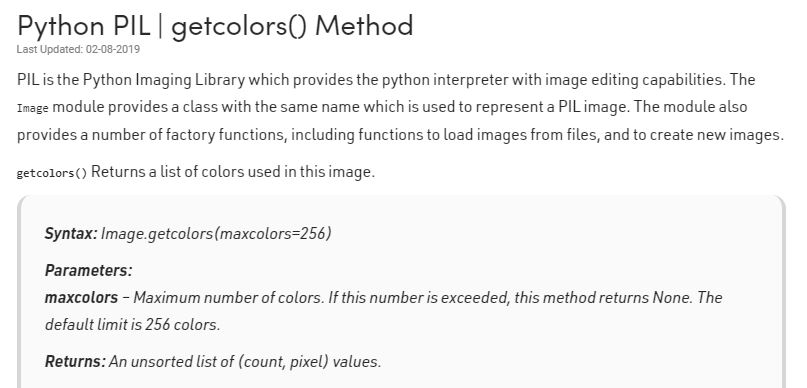 Python PIL | getcolors() Method
Last Updated: 02-08-2019
PIL is the Python Imaging Library which provides the python interpreter with image editing capabilities. The
Image module provides a class with the same name which is used to represent a PIL image. The module also
provides a number of factory functions, including functions to load images from files, and to create new images.
getcolors() Returns a list of colors used in this image.
Syntax: Image.getcolors(maxcolors=256)
Parameters:
maxcolors – Maximum number of colors. If this number is exceeded, this method returns None. The
default limit is 256 colors.
Returns: An unsorted list of (count, pixel) values.